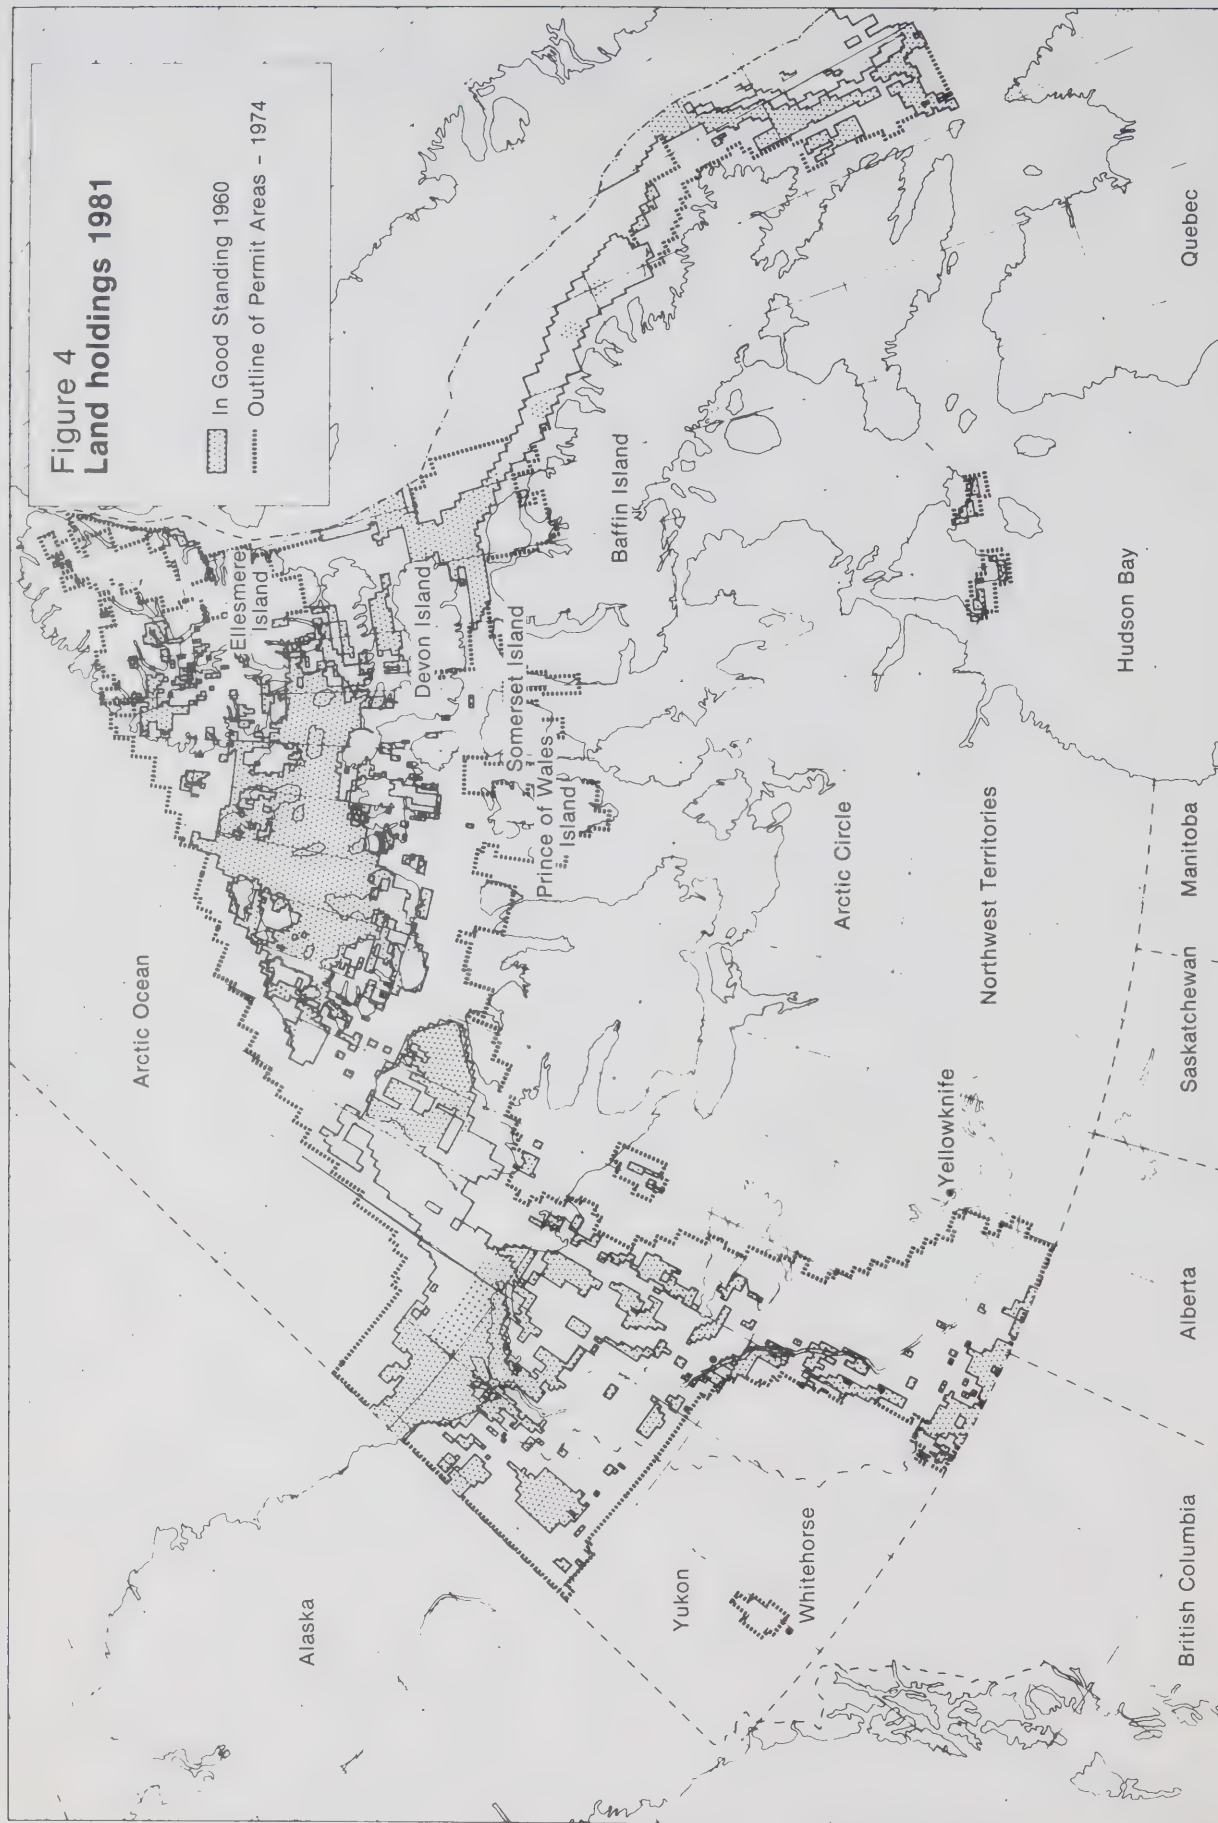 Figure 4
Land holdings 1981
In Good Standing 1960
Outline of Permit Areas - 1974
Arctic Ocean
Ellesmere
Island
Devon Island
Somerset Island
Prince of Wales
Island
Baffin Island
Alaska
Arctic Circle
Northwest Territories
Yellowknife
Yukon
Whitehorse
Hudson Bay
British Columbia
Alberta
Saskatchewan
Manitoba
Quebec